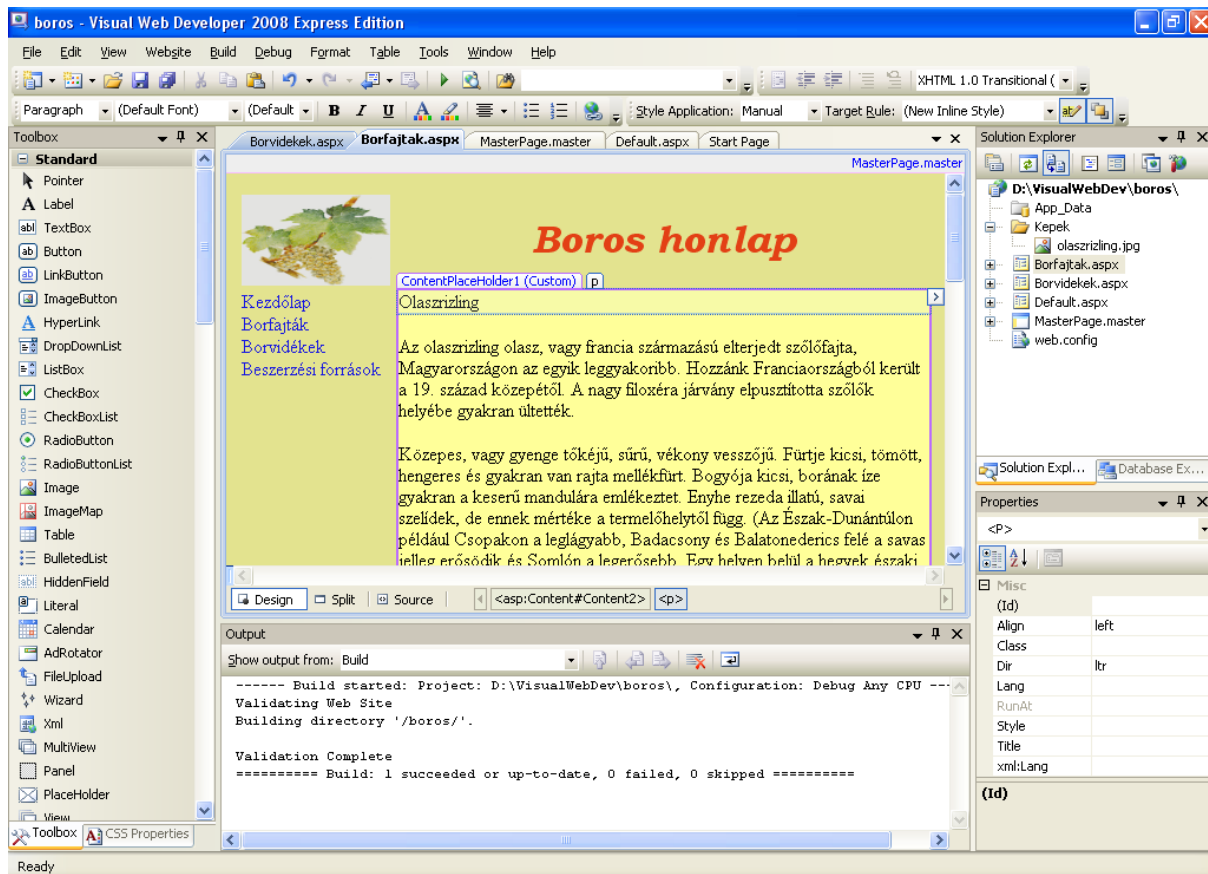 boros - Visual Web Developer 2008 Express Edition
File Edit View Website Build Debug Format Table Tools Window Help
XHTML 1.0 Transitional (
Paragraph (Default Font) (Default B I U A Style Application: Manual Target Rule: (New Inline Style)
Toolbox
Standard
Pointer
A Label
abl TextBox
ab Button
ab LinkButton
ImageButton
A HyperLink
DropDownList
ListBox
CheckBox
CheckBoxList
RadioButton
RadioButtonList
Image
ImageMap
Table
BulletedList
abl HiddenField
Literal
Calendar
AdRotator
FileUpload
Wizard
Xml
MultiView
Panel
PlaceHolder
View
Toolbox CSS Properties
Borvidekek.aspx Borfajtak.aspx MasterPage.master Default.aspx Start Page
MasterPage.master
Boros honlap
ContentPlaceHolder1 (Custom) p
Kezdőlap
Borfajták
Borvidékek
Beszerzési források
Olaszrizling
Az olaszrizling olasz, vagy francia származású elterjedt szőlőfajta,
Magyarországon az egyik leggyakoribb. Hozzánk Franciaországból került
a 19. század közepétől. A nagy filoxéra járvány elpusztította szőlők
helyébe gyakran ültették.
Közepes, vagy gyenge tőkéjű, sűrű, vékony vesszőjű. Fürtje kicsi, tömött,
hengeres és gyakran van rajta mellékfürt. Bogyója kicsi, borának íze
gyakran a keserű mandulára emlékeztet. Enyhe rezeda illatú, savai
szelídek, de ennek mértéke a termelőhelytől függ. (Az Észak-Dunántúlon
például Csopakon a leglágyabb, Badacsony és Balatonederics felé a savas
jelleg erősödik és Somlón a legerősebb. Egy helyen belül a hegyek északi
Design Split Source <asp:Content#Content2> <p>
Output
Show output from: Build
------ Build started: Project: D:\VisualWebDev\boros\, Configuration: Debug Any CPU ---
Validating Web Site
Building directory '/boros/'.
Validation Complete
========== Build: 1 succeeded or up-to-date, 0 failed, 0 skipped ==========
Solution Explorer
D:\VisualWebDev\boros\
App_Data
Kepek
olaszrizling.jpg
Borfajtak.aspx
Borvidekek.aspx
Default.aspx
MasterPage.master
web.config
Solution Expl... Database Ex...
Properties
<P>
Misc
(Id)
Align left
Class
Dir ltr
Lang
RunAt
Style
Title
xml:Lang
(Id)
Ready